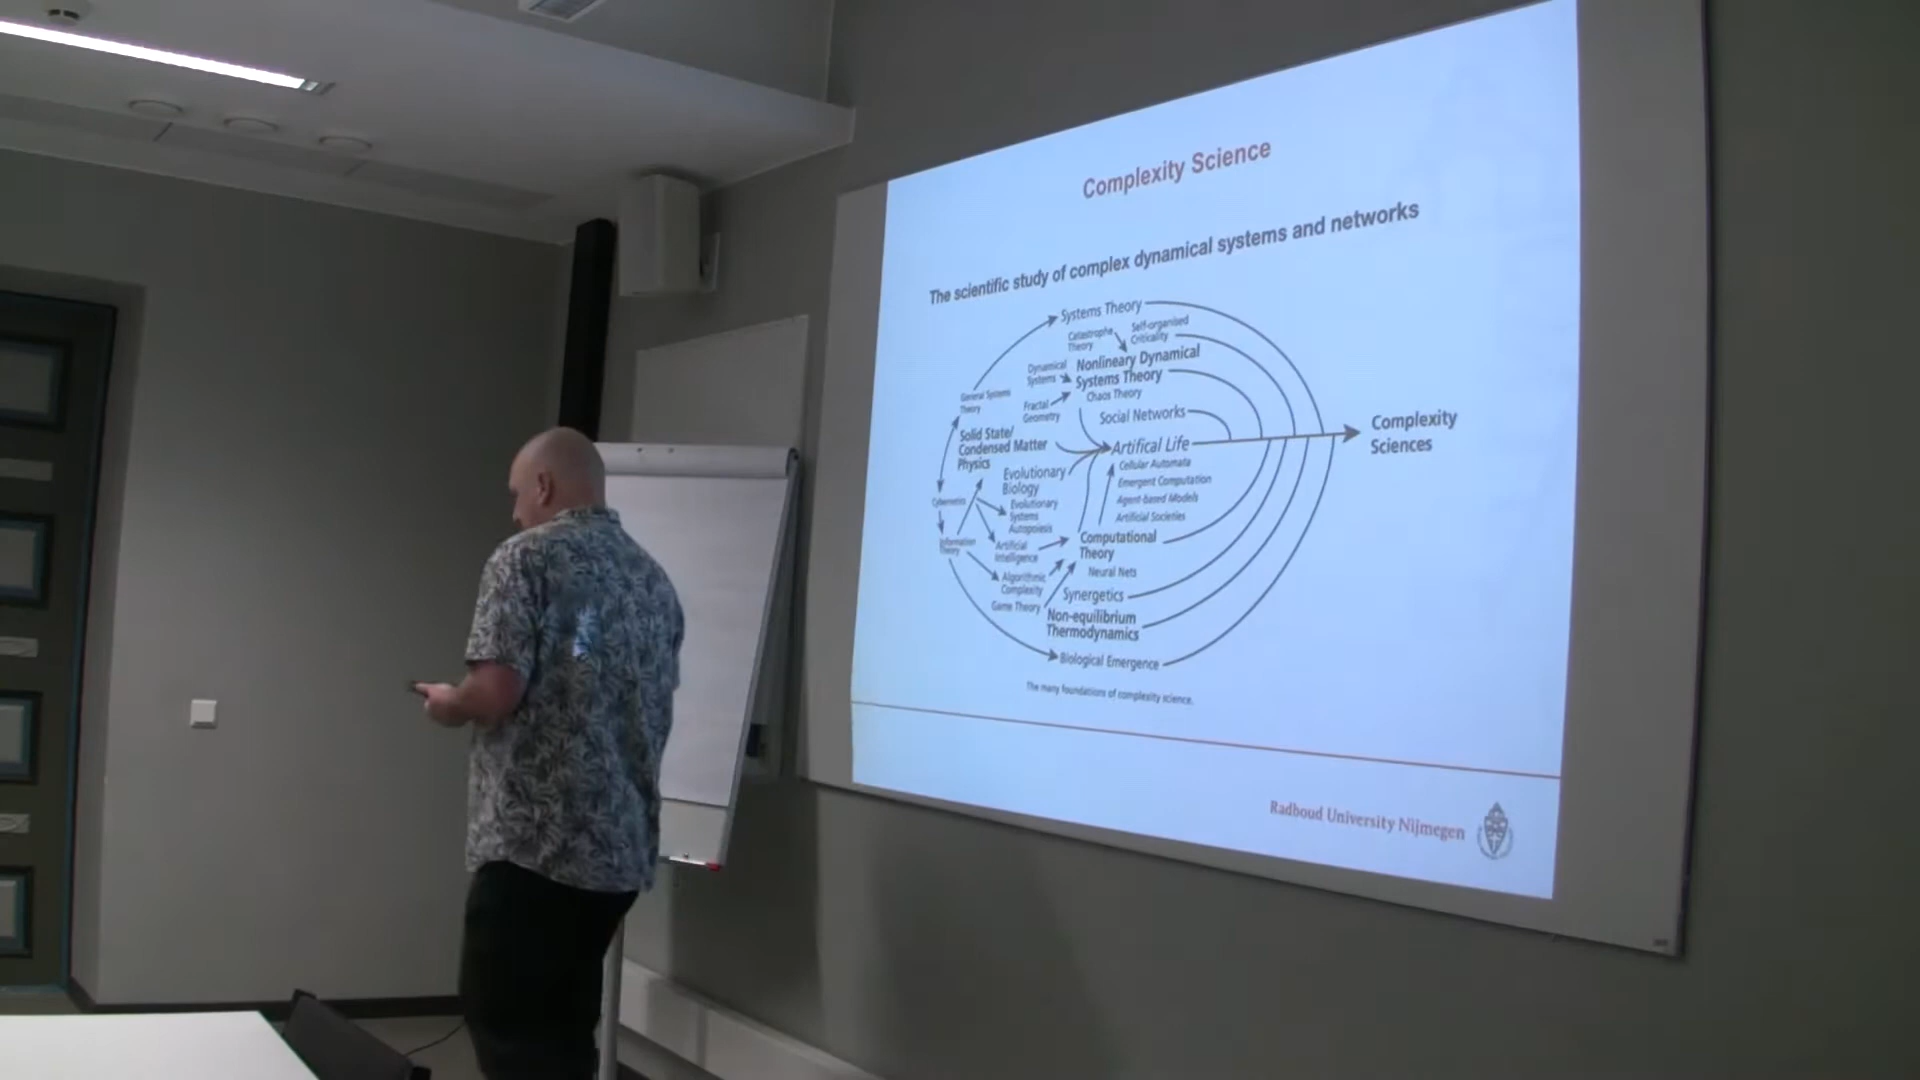 Complexity Science
The scientific study of complex dynamical systems and networks
Systems Theory
Catastrophe
Theory
Self-organised
Criticality
Dynamical
Systems
Nonlineary Dynamical
Systems Theory
Chaos Theory
General Systems
Theory
Fractal
Geometry
Social Networks
Solid State/
Condensed Matter
Physics
Artifical Life
Complexity
Sciences
Evolutionary
Biology
Cellular Automata
Emergent Computation
Agent-based Models
Artificial Societies
Cybernetics
Evolutionary
Systems
Autopoiesis
Information
Theory
Artificial
Intelligence
Computational
Theory
Neural Nets
Algorithmic
Complexity
Game Theory
Synergetics
Non-equilibrium
Thermodynamics
Biological Emergence
The many foundations of complexity science.
Radboud University Nijmegen